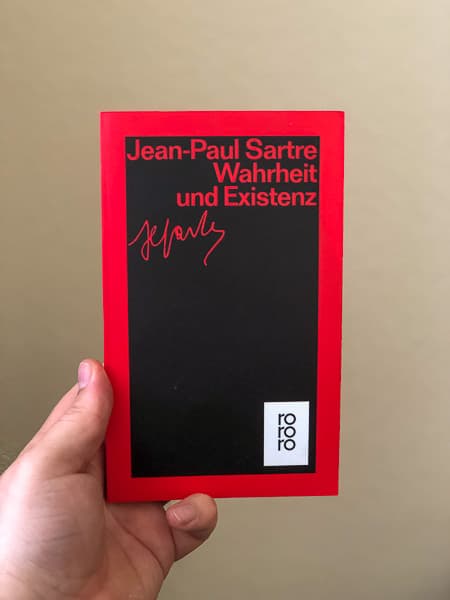 Jean-Paul Sartre
Wahrheit
und Existenz
ro
ro
ro